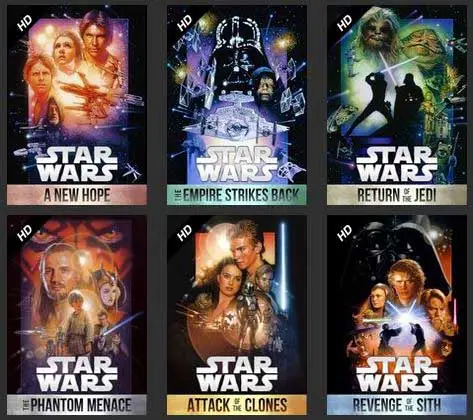 HD
STAR
WARS
A NEW HOPE
HD
STAR
WARS
THE EMPIRE STRIKES BACK
HD
STAR
WARS
RETURN OF THE JEDI
HD
STAR
WARS
THE PHANTOM MENACE
HD
STAR
WARS
ATTACK OF THE CLONES
HD
STAR
WARS
REVENGE OF THE SITH